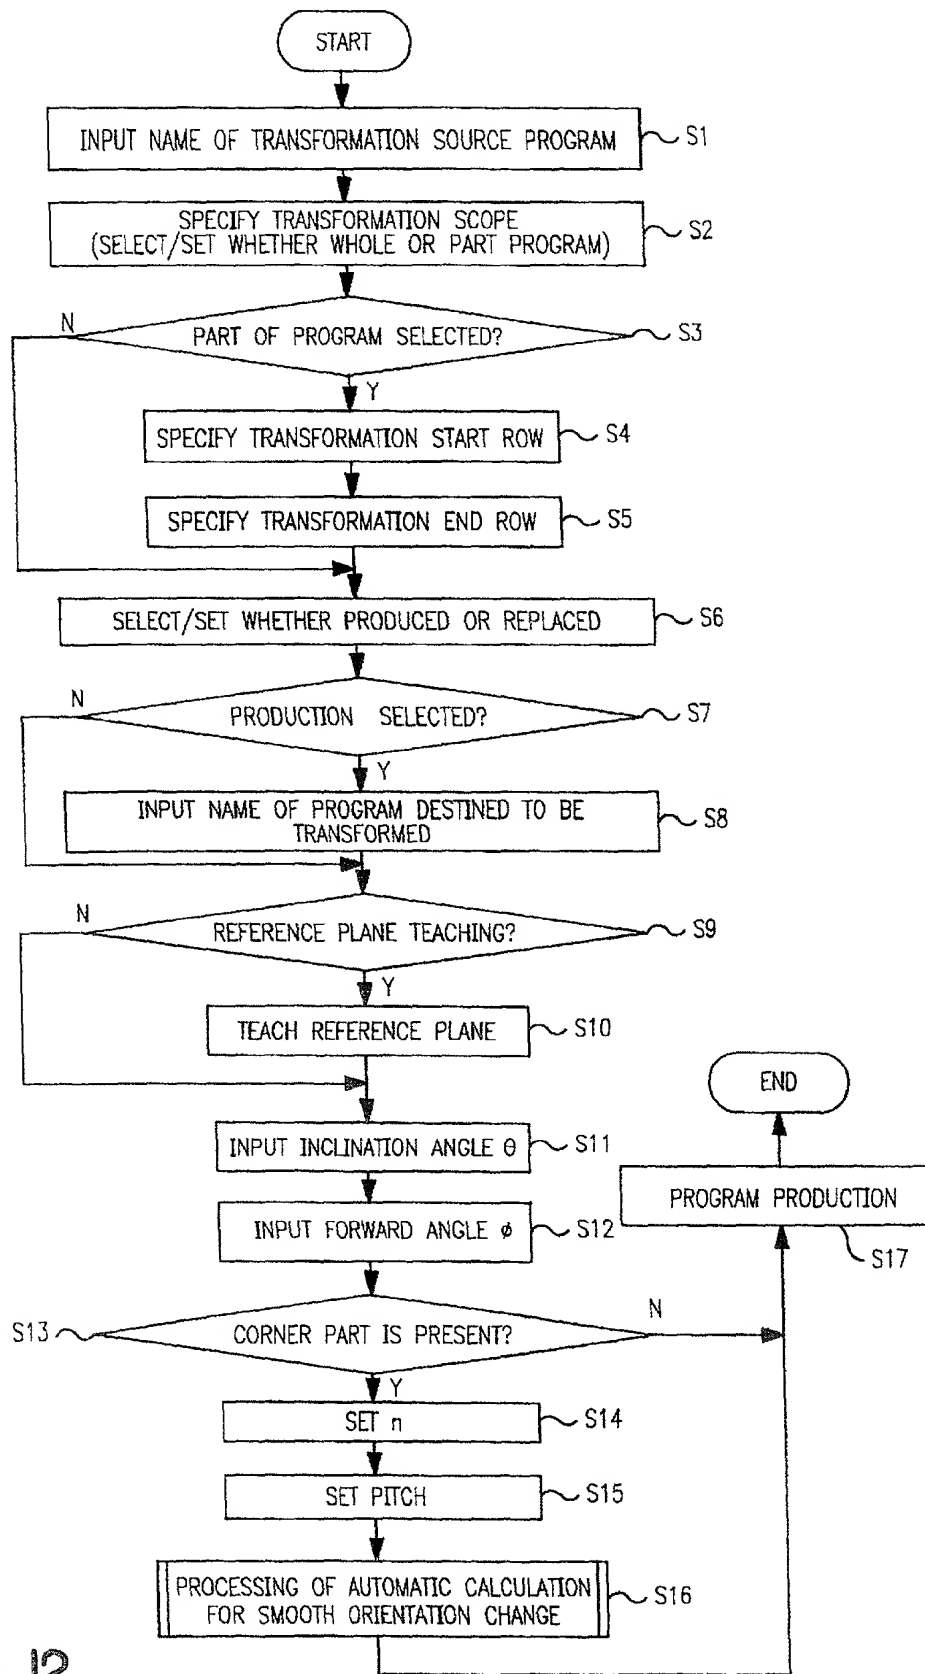 START
INPUT NAME OF TRANSFORMATION SOURCE PROGRAM
S1
SPECIFY TRANSFORMATION SCOPE
(SELECT/SET WHETHER WHOLE OR PART PROGRAM)
S2
N
PART OF PROGRAM SELECTED?
S3
Y
SPECIFY TRANSFORMATION START ROW
S4
SPECIFY TRANSFORMATION END ROW
S5
SELECT/SET WHETHER PRODUCED OR REPLACED
S6
N
PRODUCTION SELECTED?
S7
Y
INPUT NAME OF PROGRAM DESTINED TO BE
TRANSFORMED
S8
N
REFERENCE PLANE TEACHING?
S9
Y
TEACH REFERENCE PLANE
S10
INPUT INCLINATION ANGLE θ
S11
INPUT FORWARD ANGLE ϕ
S12
S13
CORNER PART IS PRESENT?
N
Y
SET n
S14
SET PITCH
S15
PROCESSING OF AUTOMATIC CALCULATION
FOR SMOOTH ORIENTATION CHANGE
S16
END
PROGRAM PRODUCTION
S17
12